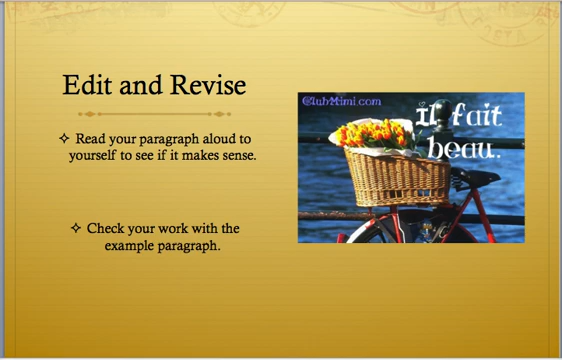 Edit and Revise
Read your paragraph aloud to
yourself to see if it makes sense.
Check your work with the
example paragraph.
ClubMimi.com
il fait
beau.